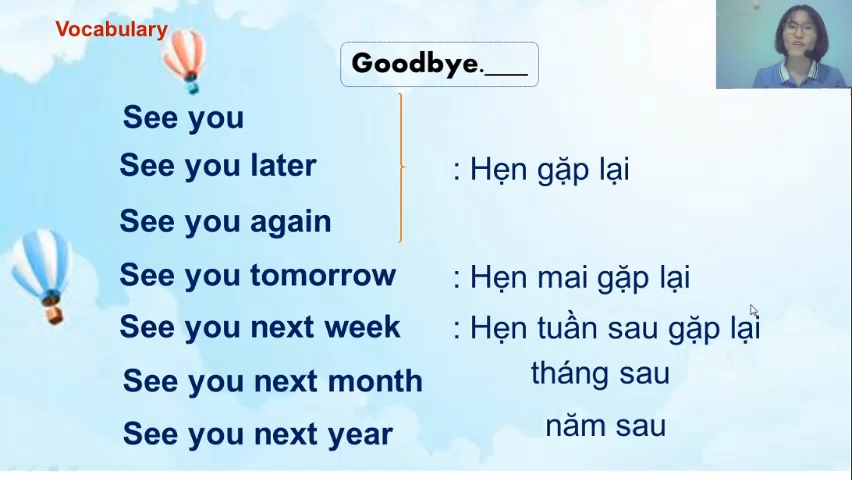 Vocabulary
Goodbye.____
See you
See you later
: Hẹn gặp lại
See you again
See you tomorrow
: Hẹn mai gặp lại
See you next week
: Hẹn tuần sau gặp lại
See you next month
tháng sau
See you next year
năm sau